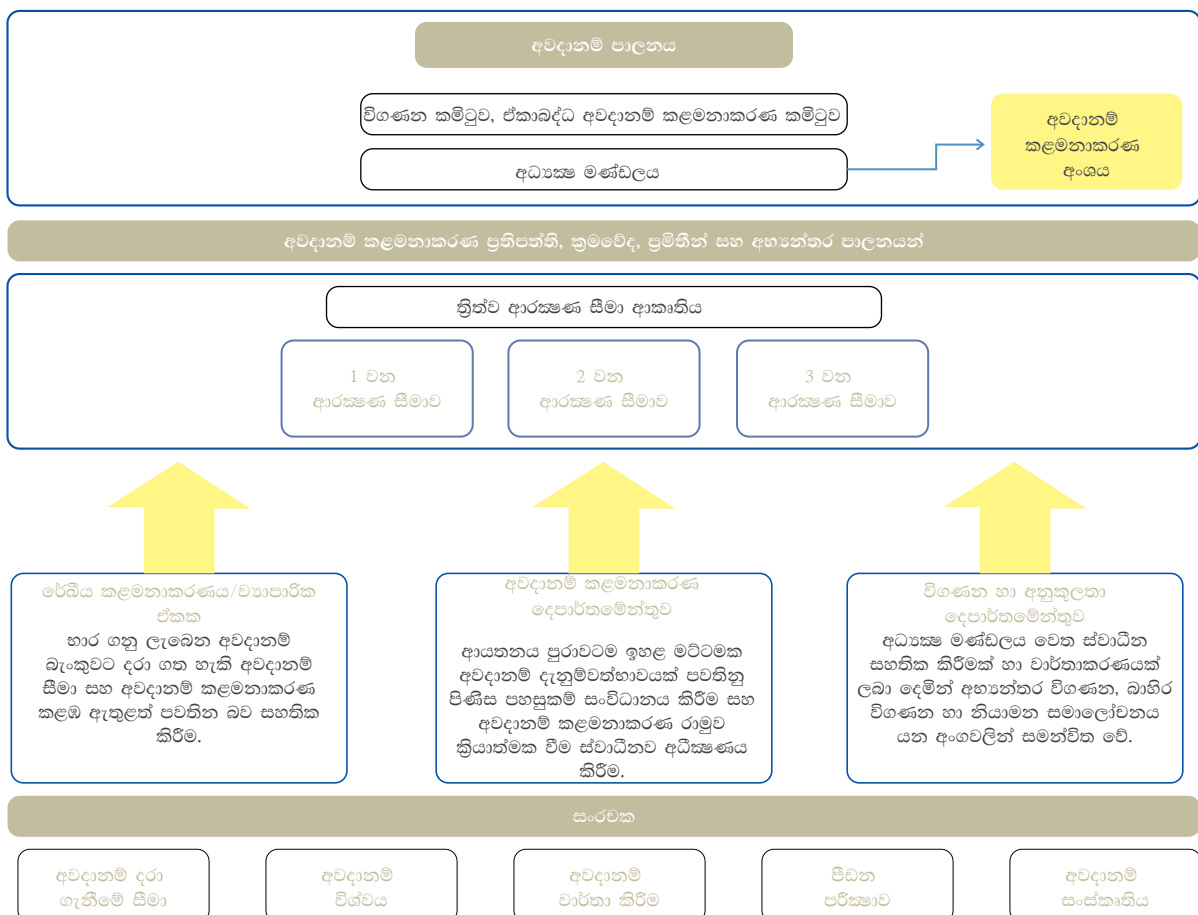 අවදානම් පාලනය
විගණන කමිටුව, ඒකාබද්ධ අවදානම් කළමනාකරණ කමිටුව
අධ්‍යක්ෂ මණ්ඩලය
අවදානම්
කළමනාකරණ
අංශය
අවදානම් කළමනාකරණ ප්‍රතිපත්ති, ක්‍රමවේද, ප්‍රමිතීන් සහ අභ්‍යන්තර පාලනයන්
ත්‍රිත්ව ආරක්ෂණ සීමා ආකෘතිය
1 වන
ආරක්ෂණ සීමාව
2 වන
ආරක්ෂණ සීමාව
3 වන
ආරක්ෂණ සීමාව
රේඛීය කළමනාකරණය/ව්‍යාපාරික
ඒකක
භාර ගනු ලැබෙන අවදානම්
බැංකුවට දරා ගත හැකි අවදානම්
සීමා සහ අවදානම් කළමනාකරණ
කළඹ ඇතුළත් පවතින බව සහතික
කිරීම.
අවදානම් කළමනාකරණ
දෙපාර්තමේන්තුව
ආයතනය පුරාවටම ඉහළ මට්ටමක
අවදානම් දැනුම්වත්භාවයක් පවතිනු
පිණිස පහසුකම් සංවිධානය කිරීම සහ
අවදානම් කළමනාකරණ රාමුව
ක්‍රියාත්මක වීම ස්වාධීනව අධීක්ෂණය
කිරීම.
විගණන හා අනුකූලතා
දෙපාර්තමේන්තුව
අධ්‍යක්ෂ මණ්ඩලය වෙත ස්වාධීන
සහතික කිරීමක් හා වාර්තාකරණයක්
ලබා දෙමින් අභ්‍යන්තර විගණන, බාහිර
විගණන හා නියාමන සමාලෝචනය
යන අංගවලින් සමන්විත වේ.
සංරචක
අවදානම් දරා
ගැනීමේ සීමා
අවදානම්
විශ්වය
අවදානම්
වාර්තා කිරීම
පීඩන
පරීක්ෂාව
අවදානම්
සංස්කෘතිය